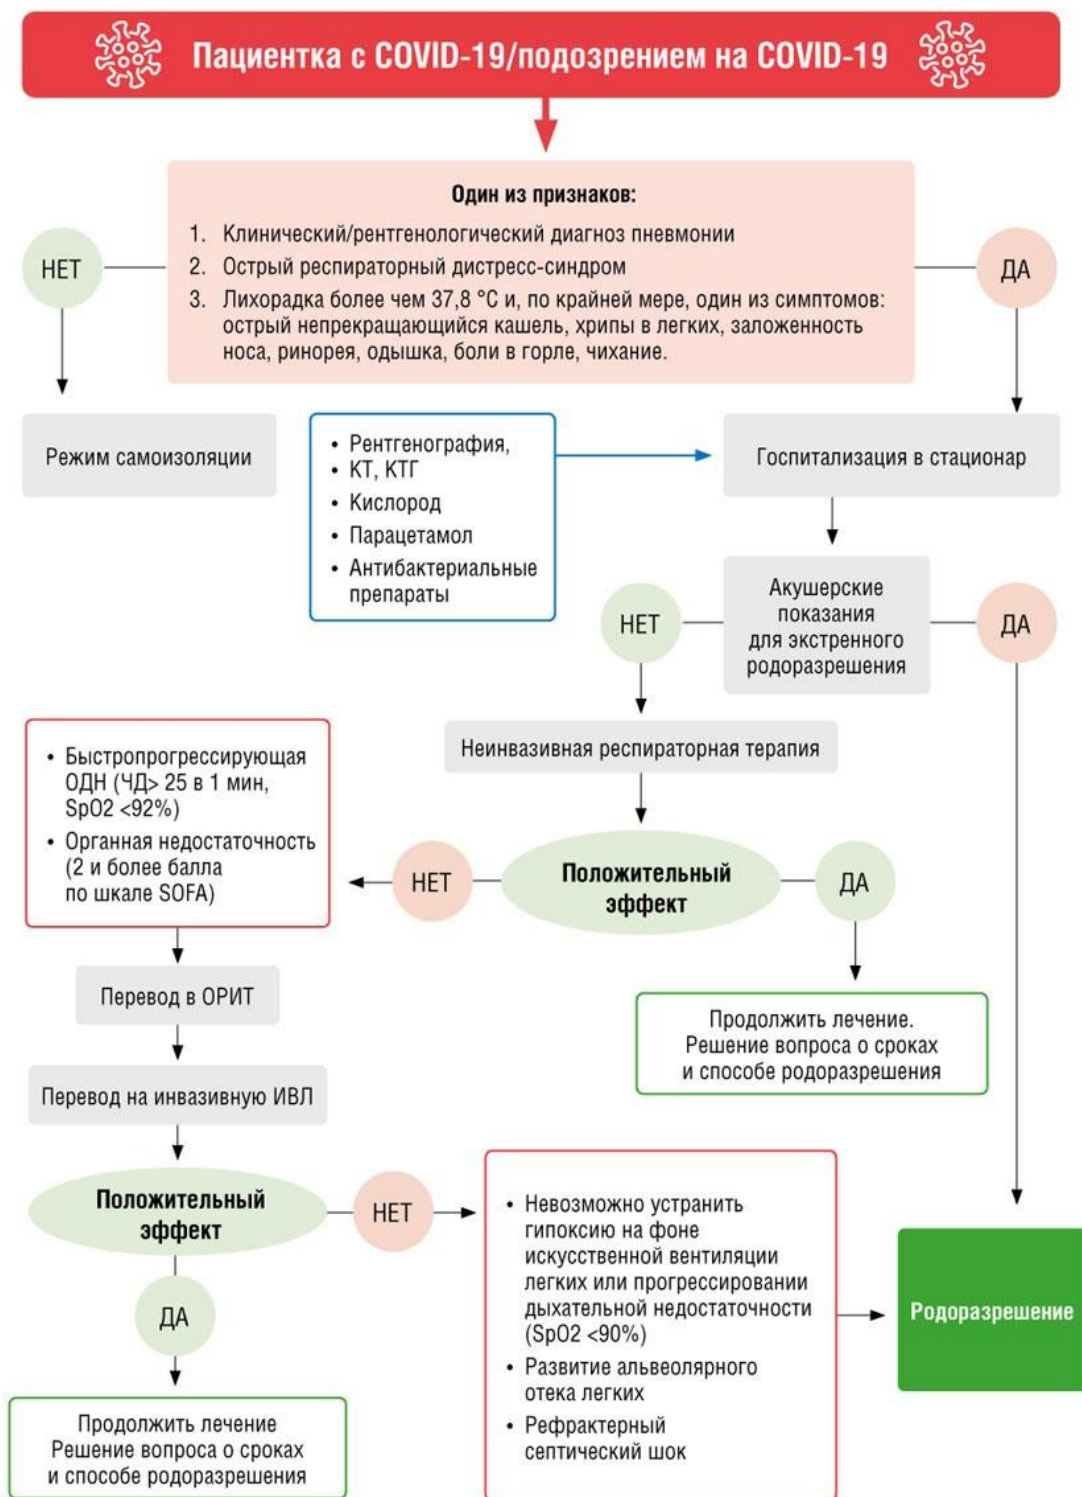 Пациентка с COVID-19/подозрением на COVID-19
Один из признаков:
1. Клинический/рентгенологический диагноз пневмонии
2. Острый респираторный дистресс-синдром
3. Лихорадка более чем 37,8 °C и, по крайней мере, один из симптомов:
острый непрекращающийся кашель, хрипы в легких, заложенность
носа, ринорея, одышка, боли в горле, чихание.
НЕТ
ДА
Режим самоизоляции
• Рентгенография,
• КТ, КТГ
• Кислород
• Парацетамол
• Антибактериальные
препараты
Госпитализация в стационар
Акушерские
показания
для экстренного
родоразрешения
НЕТ
ДА
Неинвазивная респираторная терапия
• Быстропрогрессирующая
ОДН (ЧД> 25 в 1 мин,
SpO2 <92%)
• Органная недостаточность
(2 и более балла
по шкале SOFA)
НЕТ
Положительный
эффект
ДА
Перевод в ОРИТ
Продолжить лечение.
Решение вопроса о сроках
и способе родоразрешения
Перевод на инвазивную ИВЛ
Положительный
эффект
НЕТ
ДА
• Невозможно устранить
гипоксию на фоне
искусственной вентиляции
легких или прогрессировании
дыхательной недостаточности
(SpO2 <90%)
• Развитие альвеолярного
отека легких
• Рефрактерный
септический шок
Родоразрешение
Продолжить лечение
Решение вопроса о сроках
и способе родоразрешения